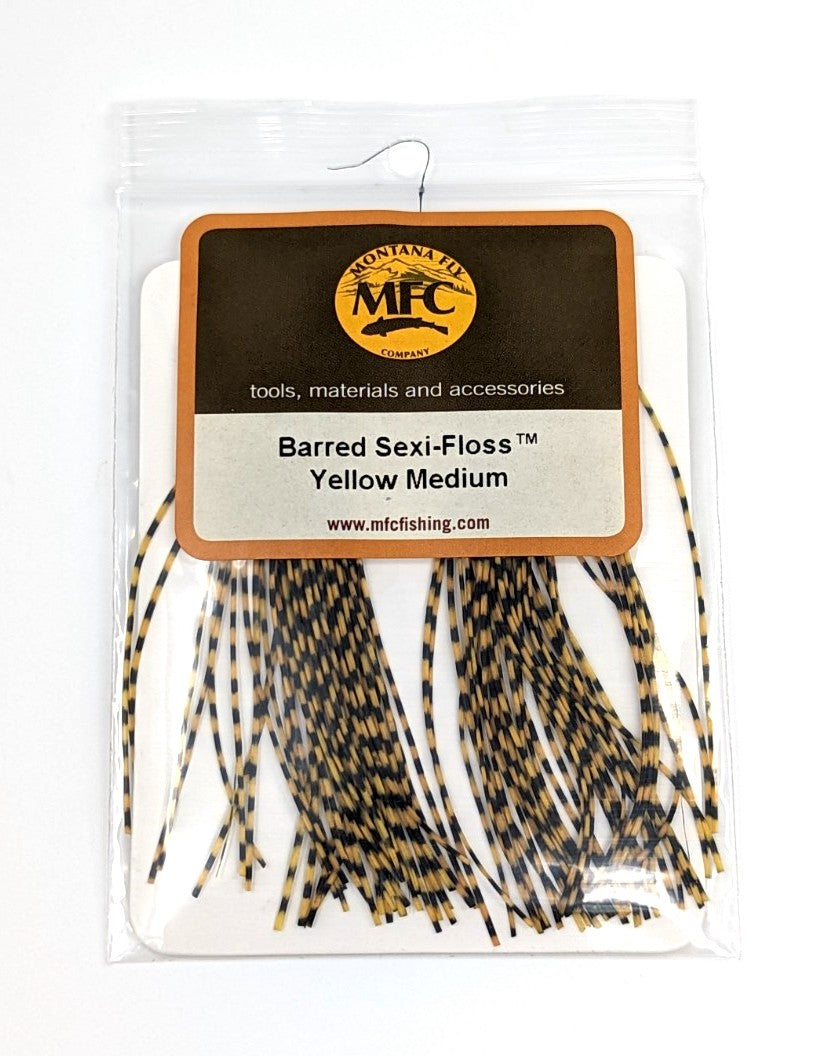 MONTANA FLY
MFC
COMPANY
tools, materials and accessories
Barred Sexi-Floss™
Yellow Medium
www.mfcfishing.com